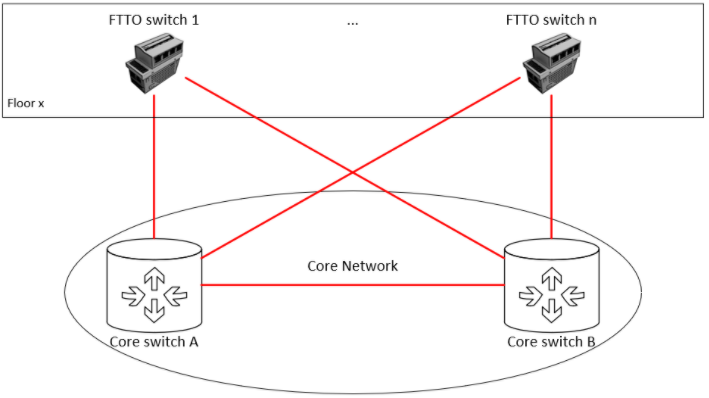 FTTO switch 1
...
FTTO switch n
Floor x
Core Network
Core switch A
Core switch B